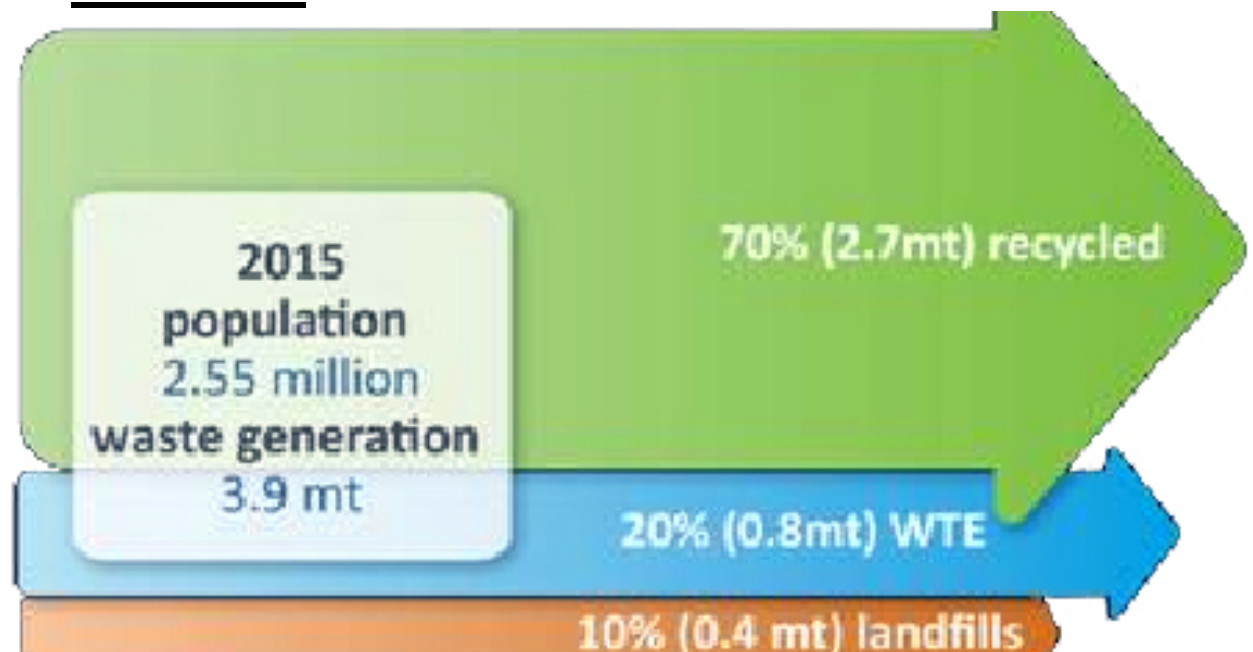 70% (2.7mt) recycled
2015
population
2.55 million
waste generation
3.9 mt
20% (0.8mt) WTE
10% (0.4 mt) landfills